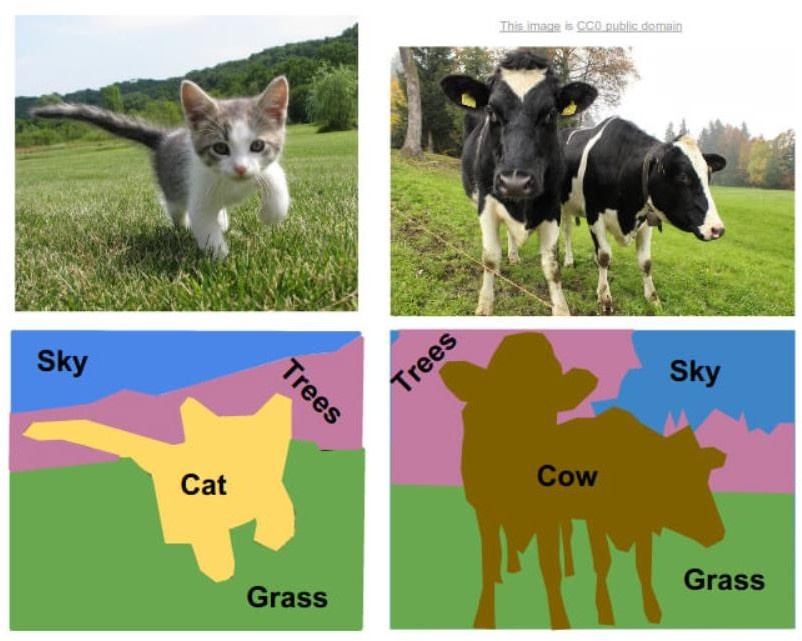 This image is CC0 public domain
Sky
Trees
Cat
Grass
Trees
Sky
Cow
Grass